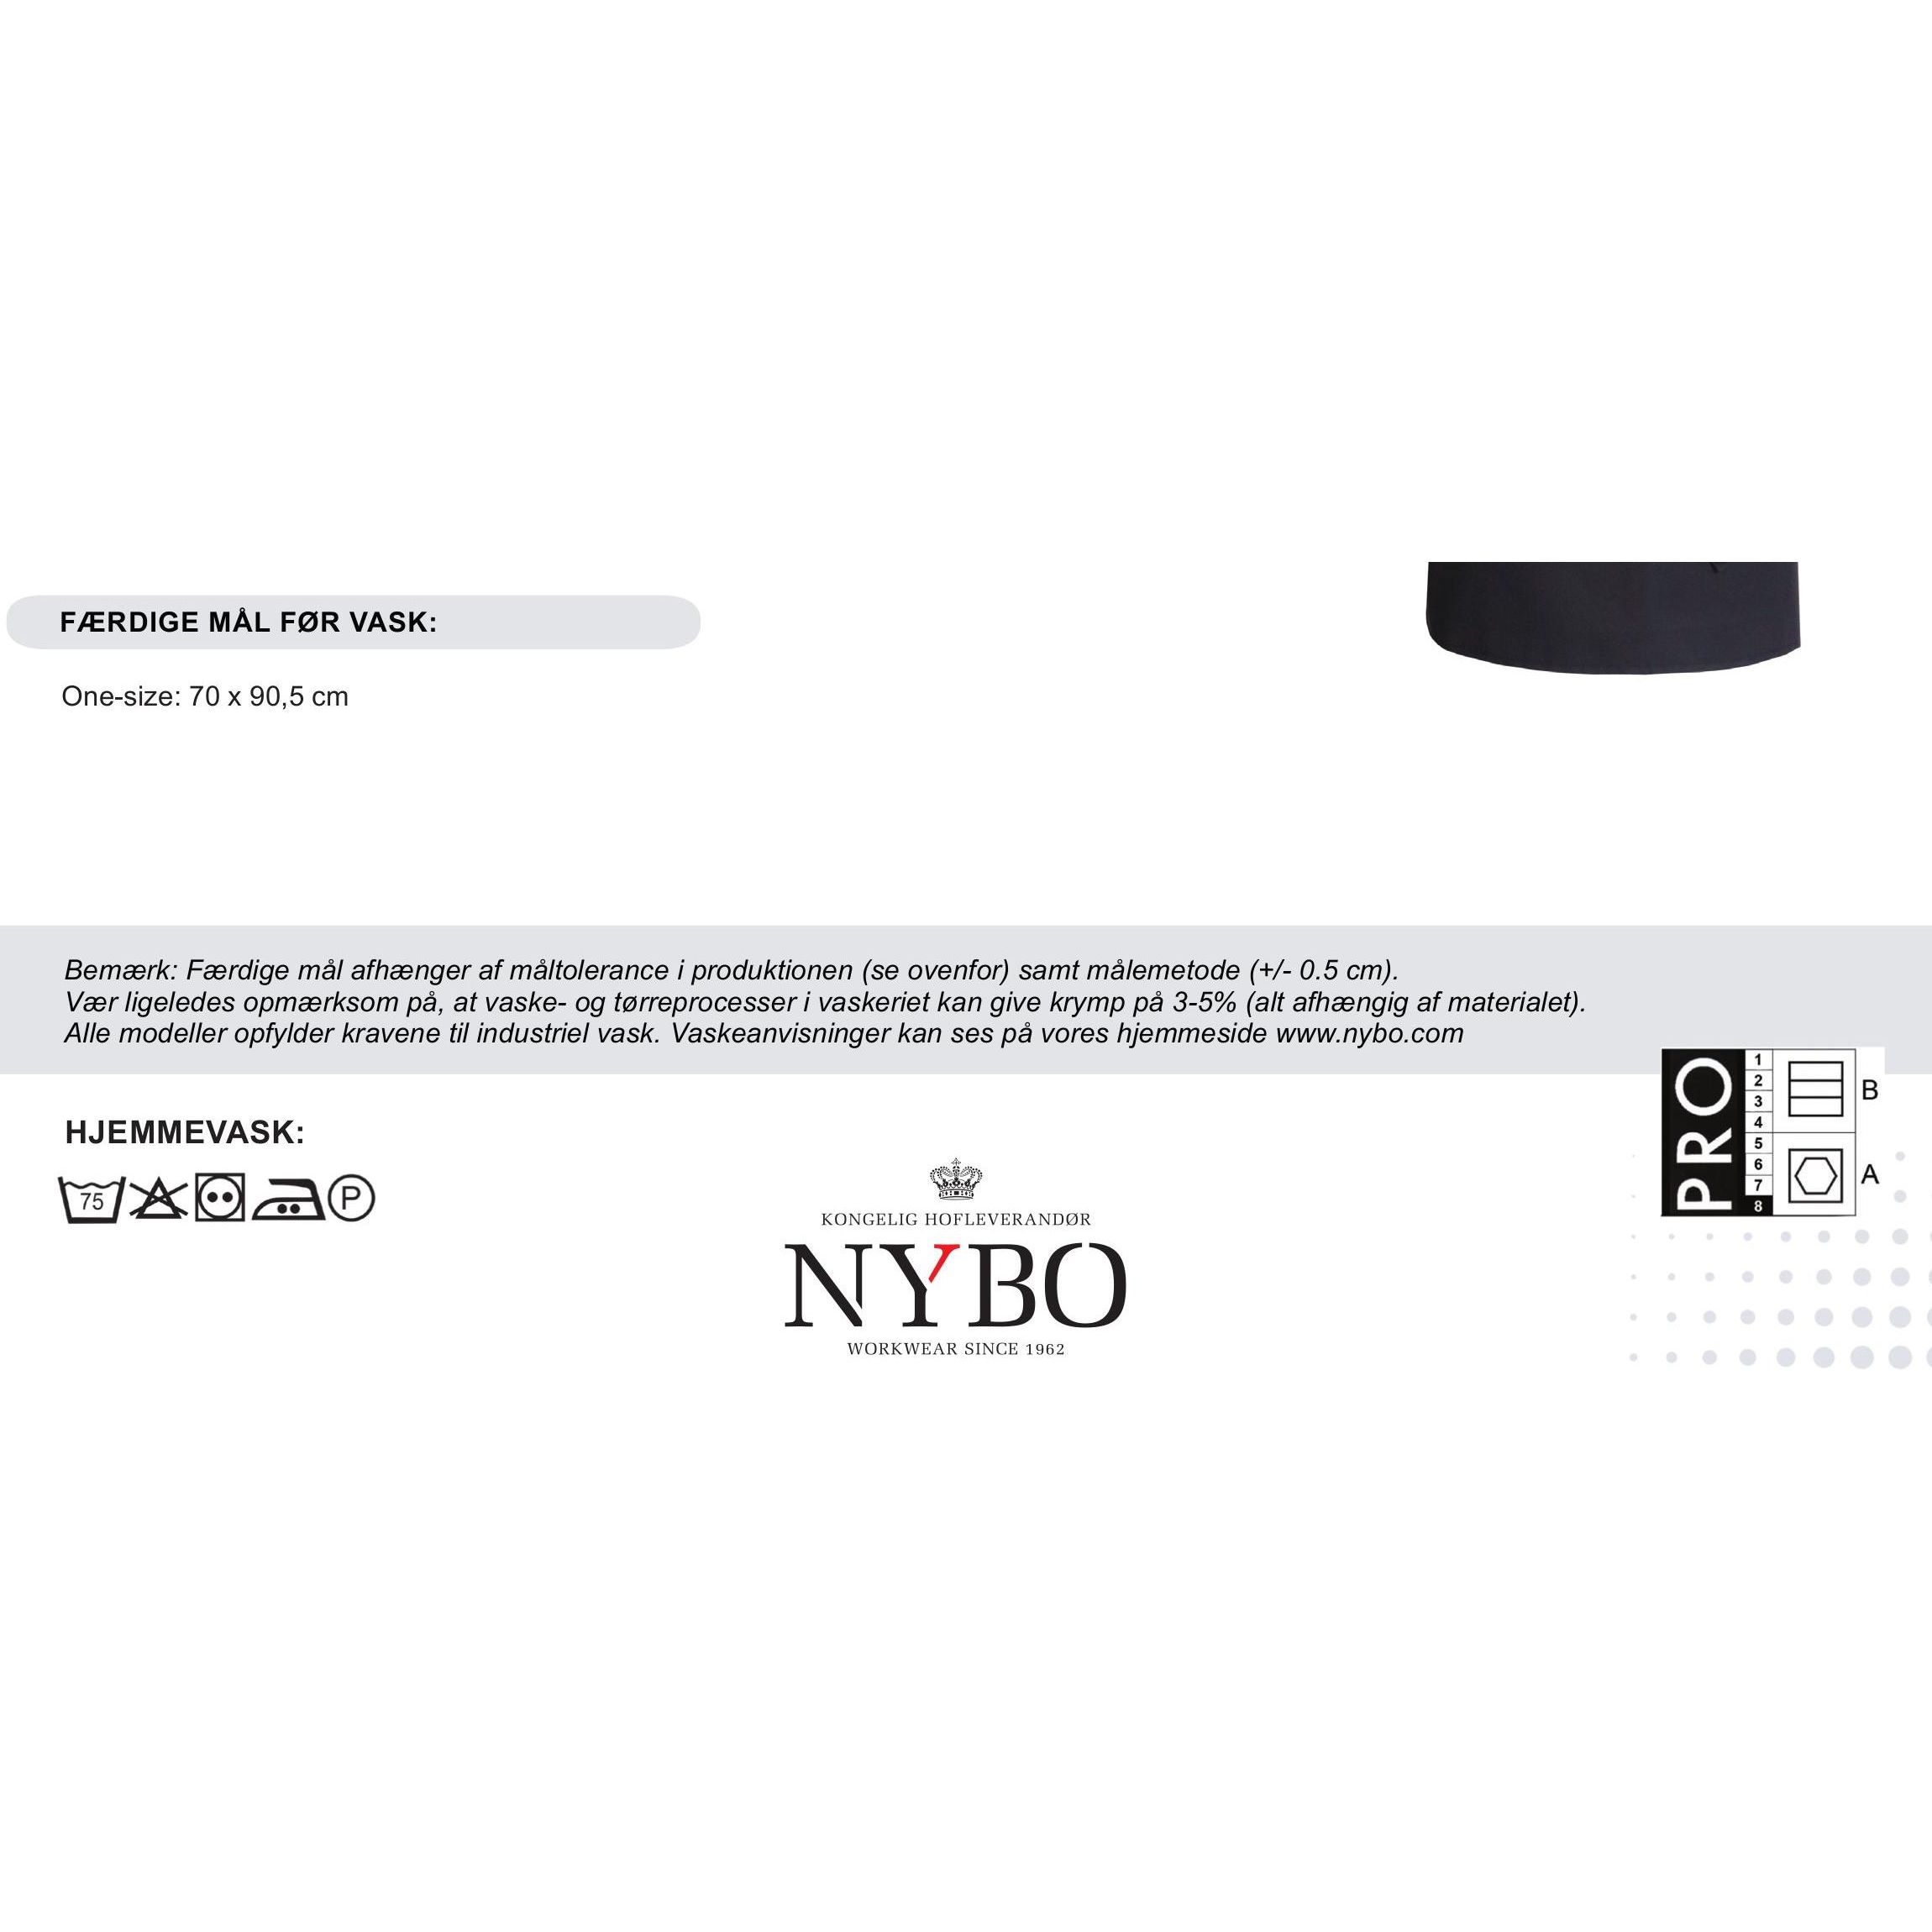 FÆRDIGE MÅL FØR VASK:
One-size: 70 x 90,5 cm
Bemærk: Færdige mål afhænger af måltolerance i produktionen (se ovenfor) samt målemetode (+/- 0.5 cm).
Vær ligeledes opmærksom på, at vaske- og tørreprocesser i vaskeriet kan give krymp på 3-5% (alt afhængig af materialet).
Alle modeller opfylder kravene til industriel vask. Vaskeanvisninger kan ses på vores hjemmeside www.nybo.com
PRO
1
2
3
4
5
6
7
8
B
A
HJEMMEVASK:
75
P
KONGELIG HOFLEVERANDØR
NYBO
WORKWEAR SINCE 1962